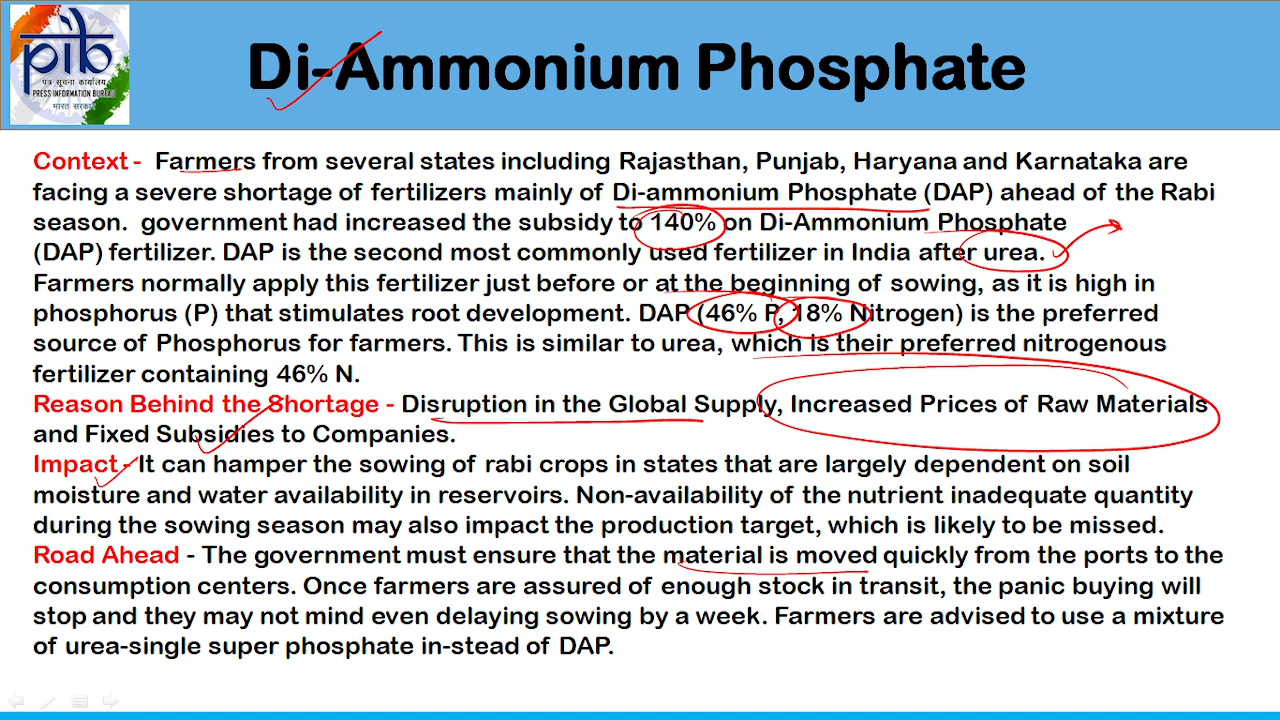 pib
पत्र सूचना कार्यालय
PRESS INFORMATION BUREAU
भारत सरकार
Di-Ammonium Phosphate
Context - Farmers from several states including Rajasthan, Punjab, Haryana and Karnataka are
facing a severe shortage of fertilizers mainly of Di-ammonium Phosphate (DAP) ahead of the Rabi
season. government had increased the subsidy to 140% on Di-Ammonium Phosphate
(DAP) fertilizer. DAP is the second most commonly used fertilizer in India after urea.
Farmers normally apply this fertilizer just before or at the beginning of sowing, as it is high in
phosphorus (P) that stimulates root development. DAP (46% P, 18% Nitrogen) is the preferred
source of Phosphorus for farmers. This is similar to urea, which is their preferred nitrogenous
fertilizer containing 46% N.
Reason Behind the Shortage - Disruption in the Global Supply, Increased Prices of Raw Materials
and Fixed Subsidies to Companies.
Impact - It can hamper the sowing of rabi crops in states that are largely dependent on soil
moisture and water availability in reservoirs. Non-availability of the nutrient inadequate quantity
during the sowing season may also impact the production target, which is likely to be missed.
Road Ahead - The government must ensure that the material is moved quickly from the ports to the
consumption centers. Once farmers are assured of enough stock in transit, the panic buying will
stop and they may not mind even delaying sowing by a week. Farmers are advised to use a mixture
of urea-single super phosphate in-stead of DAP.